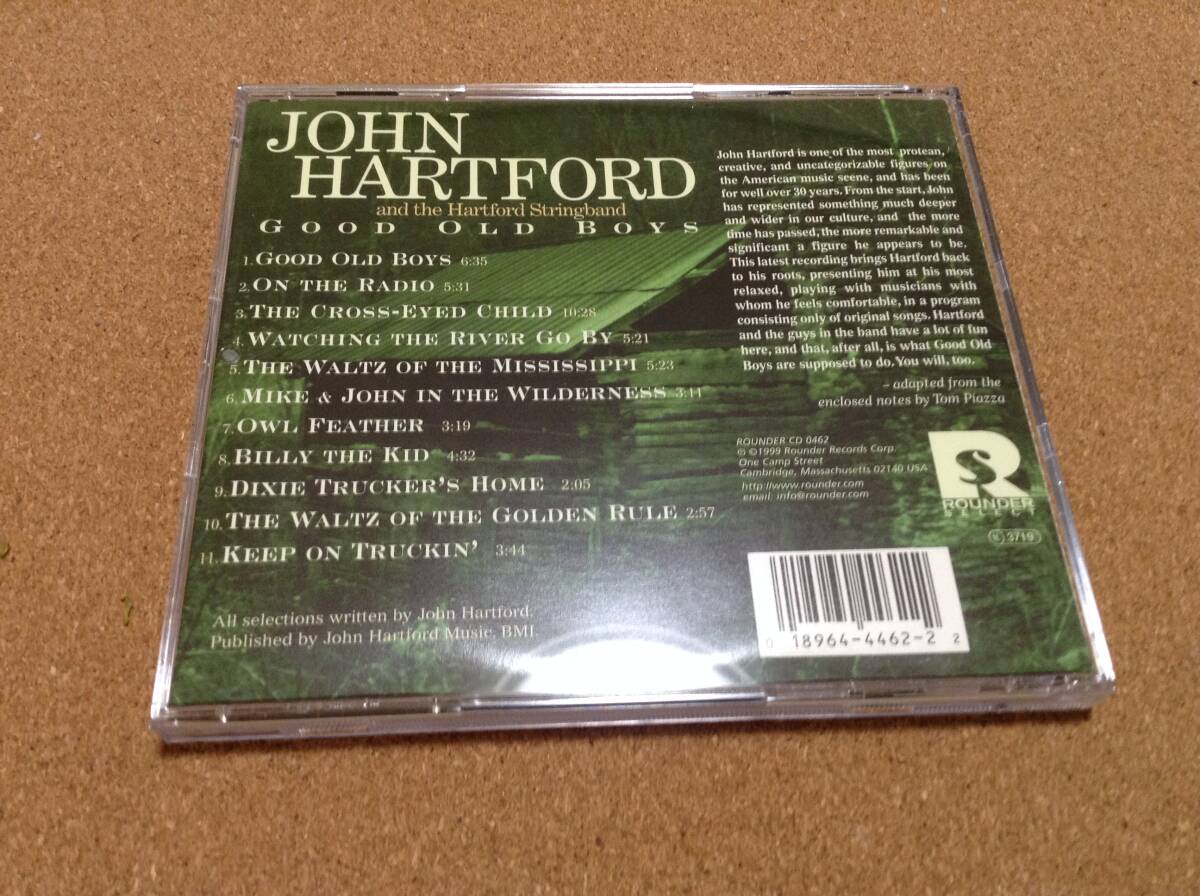 JOHN
HARTFORD
and the Hartford Stringband
GOOD OLD BOYS
1. GOOD OLD BOYS 6:35
2. ON THE RADIO 5:31
3. THE CROSS-EYED CHILD 10:28
4. WATCHING THE RIVER GO BY 5:21
5. THE WALTZ OF THE MISSISSIPPI 5:23
6. MIKE & JOHN IN THE WILDERNESS 3:11
7. OWL FEATHER 3:19
8. BILLY THE KID 4:32
9. DIXIE TRUCKER'S HOME 2:05
10. THE WALTZ OF THE GOLDEN RULE 2:57
11. KEEP ON TRUCKIN' 3:44
All selections written by John Hartford.
Published by John Hartford Music, BMI.
John Hartford is one of the most protean,
creative, and uncategorizable figures on
the American music scene, and has been
for well over 30 years. From the start, John
has represented something much deeper
and wider in our culture, and the more
time has passed, the more remarkable and
significant a figure he appears to be.
This latest recording brings Hartford back
to his roots, presenting him at his most
relaxed, playing with musicians with
whom he feels comfortable, in a program
consisting only of original songs. Hartford
and the guys in the band have a lot of fun
here, and that, after all, is what Good Old
Boys are supposed to do. You will, too.
– adapted from the
enclosed notes by Tom Piazza
ROUNDER CD 0462
℗ ©1999 Rounder Records Corp.
One Camp Street
Cambridge, Massachusetts 02140 USA
http://www.rounder.com
email: info@rounder.com
R
ROUNDER
SELECT
3719
0 18964-4462-2 2